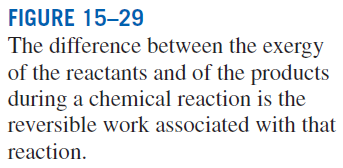 FIGURE 15–29
The difference between the exergy
of the reactants and of the products
during a chemical reaction is the
reversible work associated with that
reaction.